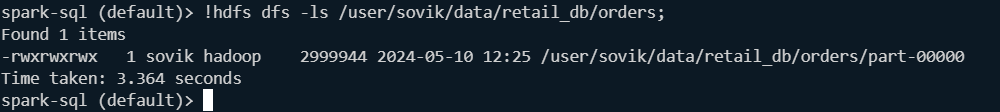 spark-sql (default)> !hdfs dfs -ls /user/sovik/data/retail_db/orders;
Found 1 items
-rwxrwxrwx   1 sovik hadoop    2999944 2024-05-10 12:25 /user/sovik/data/retail_db/orders/part-00000
Time taken: 3.364 seconds
spark-sql (default)>